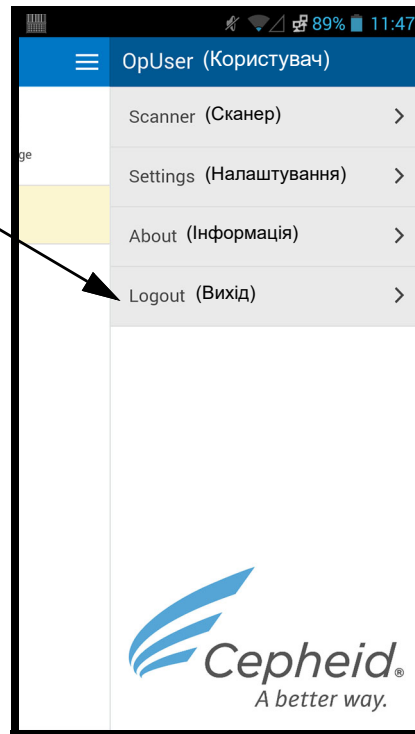 89% 11:47
OpUser (Користувач)
Scanner (Сканер)
ge
Settings (Налаштування)
About (Інформація)
Logout (Вихід)
Cepheid®
A better way.